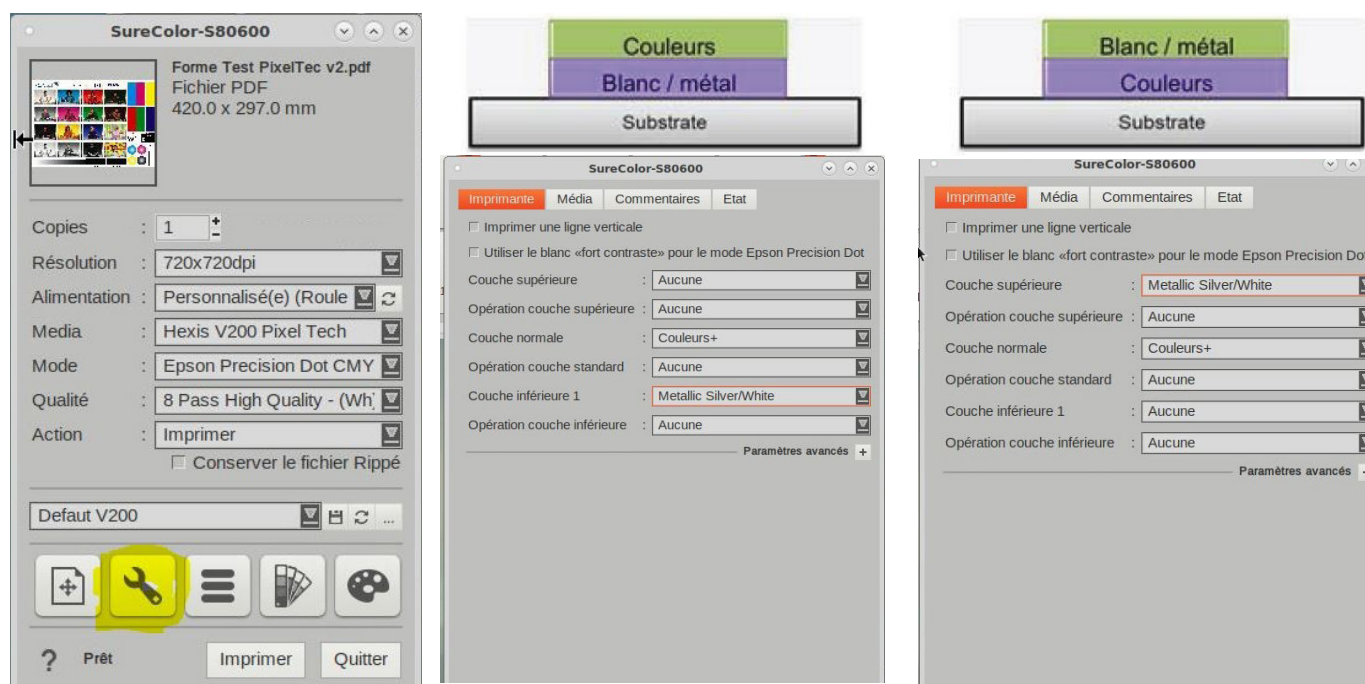 SureColor-S80600
Forme Test PixelTec v2.pdf
Fichier PDF
420.0 x 297.0 mm
Copies : 1
Résolution : 720x720dpi
Alimentation : Personnalisé(e) (Roule
Media : Hexis V200 Pixel Tech
Mode : Epson Precision Dot CMY
Qualité : 8 Pass High Quality - (Wh)
Action : Imprimer
Conserver le fichier Rippé
Defaut V200
...
? Prêt Imprimer Quitter
Couleurs
Blanc / métal
Substrate
SureColor-S80600
Imprimante Média Commentaires Etat
Imprimer une ligne verticale
Utiliser le blanc «fort contraste» pour le mode Epson Precision Dot
Couche supérieure : Aucune
Opération couche supérieure : Aucune
Couche normale : Couleurs+
Opération couche standard : Aucune
Couche inférieure 1 : Metallic Silver/White
Opération couche inférieure : Aucune
Paramètres avancés +
Blanc / métal
Couleurs
Substrate
SureColor-S80600
Imprimante Média Commentaires Etat
Imprimer une ligne verticale
Utiliser le blanc «fort contraste» pour le mode Epson Precision Dot
Couche supérieure : Metallic Silver/White
Opération couche supérieure : Aucune
Couche normale : Couleurs+
Opération couche standard : Aucune
Couche inférieure 1 : Aucune
Opération couche inférieure : Aucune
Paramètres avancés